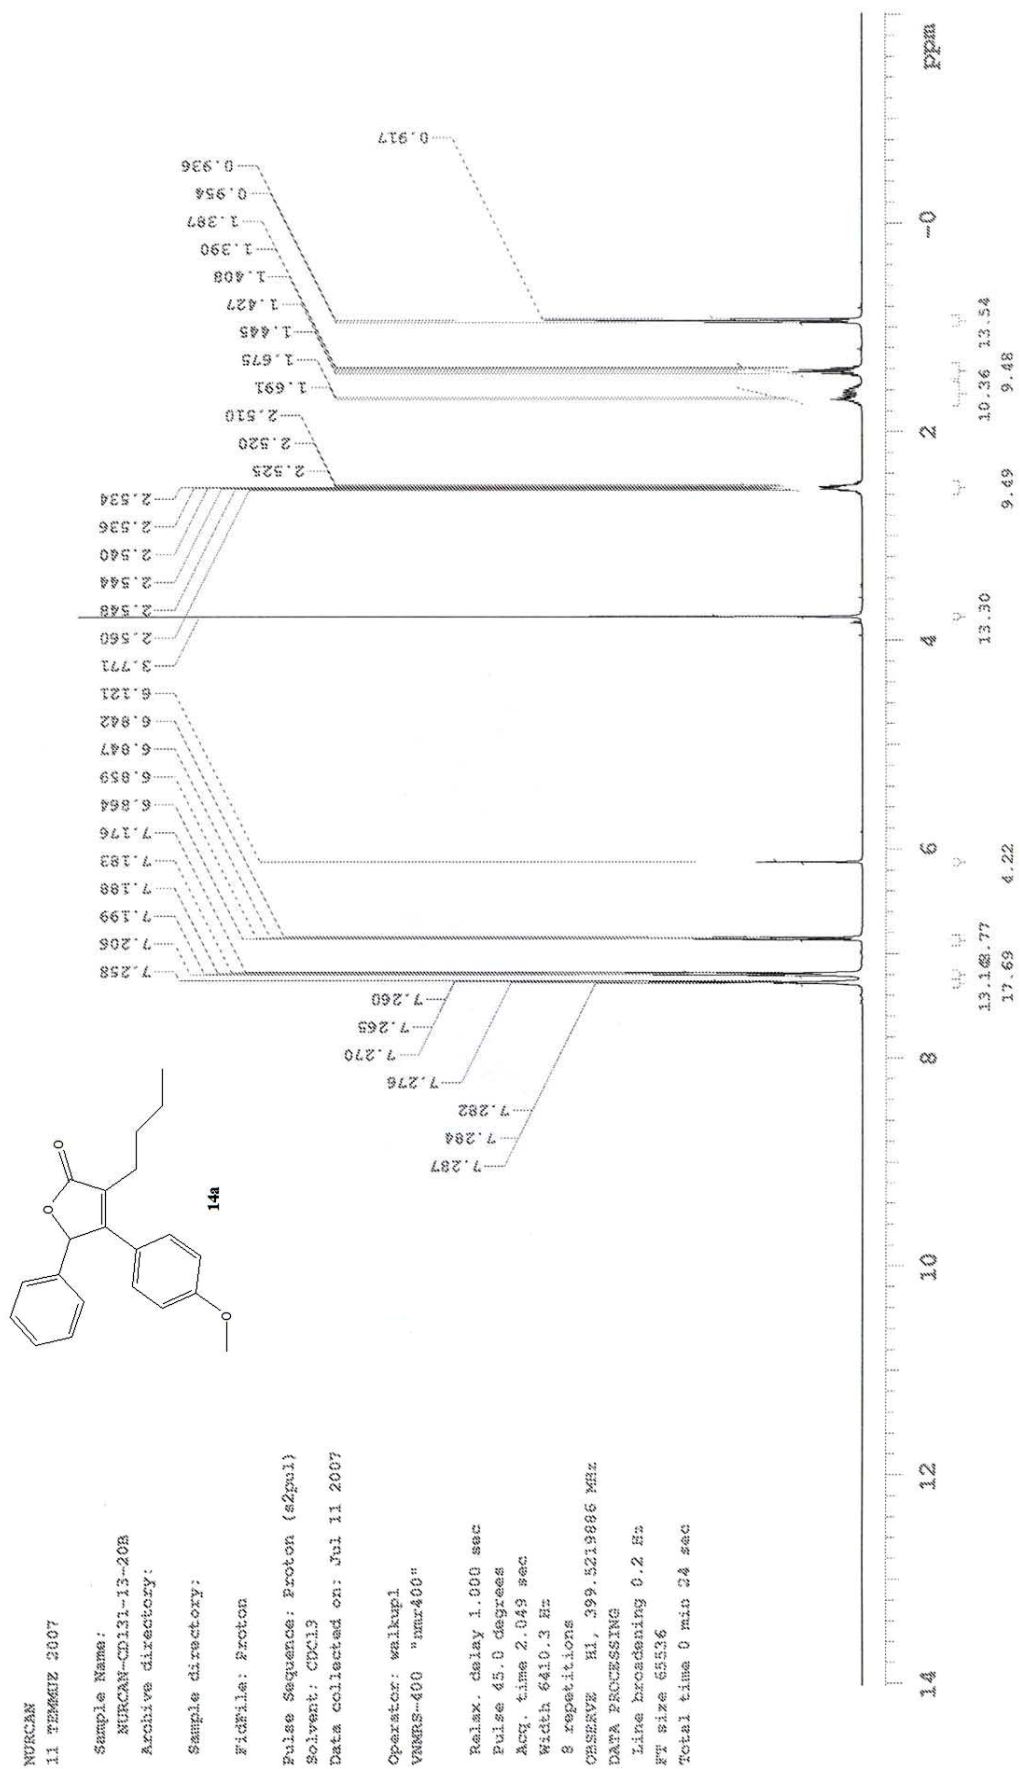 NURCAN
11 TEMMUZ 2007
Sample Name:
NURCAN-CD131-13-20B
Archive directory:
Sample directory:
FidFile: Proton
Pulse Sequence: Proton (s2pul)
Solvent: CDCl3
Data collected on: Jul 11 2007
Operator: walkup1
VNMRS-400 "nmr400"
Relax. delay 1.000 sec
Pulse 45.0 degrees
Acq. time 2.049 sec
Width 6410.3 Hz
8 repetitions
OBSERVE H1, 399.5219886 MHz
DATA PROCESSING
Line broadening 0.2 Hz
FT size 65536
Total time 0 min 24 sec
O
O
O
14a
7.287
7.284
7.282
7.276
7.270
7.265
7.260
7.258
7.206
7.199
7.188
7.183
7.176
6.864
6.859
6.847
6.842
6.121
3.771
2.560
2.548
2.544
2.540
2.536
2.534
2.525
2.520
2.510
1.691
1.675
1.445
1.427
1.408
1.390
1.387
0.954
0.936
0.917
14 12 10 8 6 4 2 -0 ppm
13.30 10.36 13.54
17.69 4.22 9.49 9.48